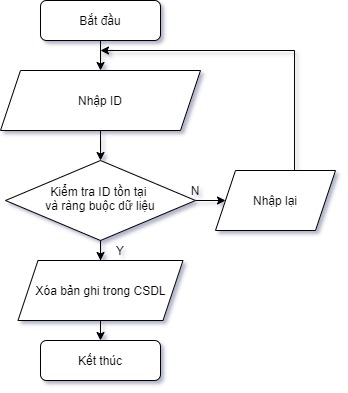 Bắt đầu
Nhập ID
Kiểm tra ID tồn tại
và ràng buộc dữ liệu
N
Nhập lại
Y
Xóa bản ghi trong CSDL
Kết thúc